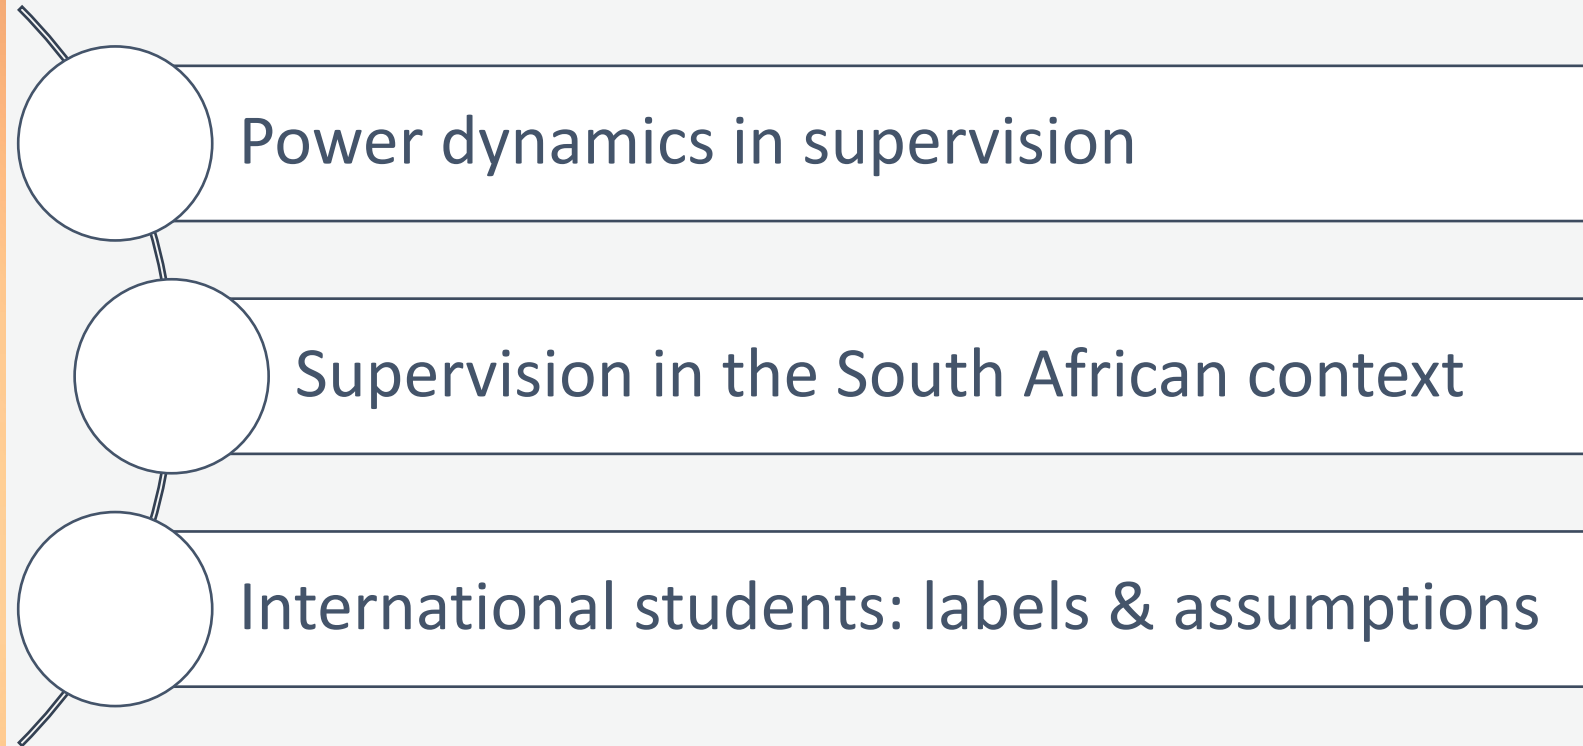 Power dynamics in supervision
Supervision in the South African context
International students: labels & assumptions